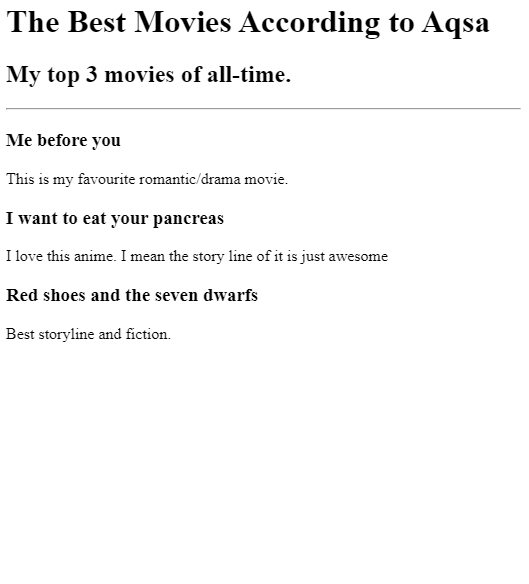 The Best Movies According to Aqsa
My top 3 movies of all-time.
Me before you
This is my favourite romantic/drama movie.
I want to eat your pancreas
I love this anime. I mean the story line of it is just awesome
Red shoes and the seven dwarfs
Best storyline and fiction.